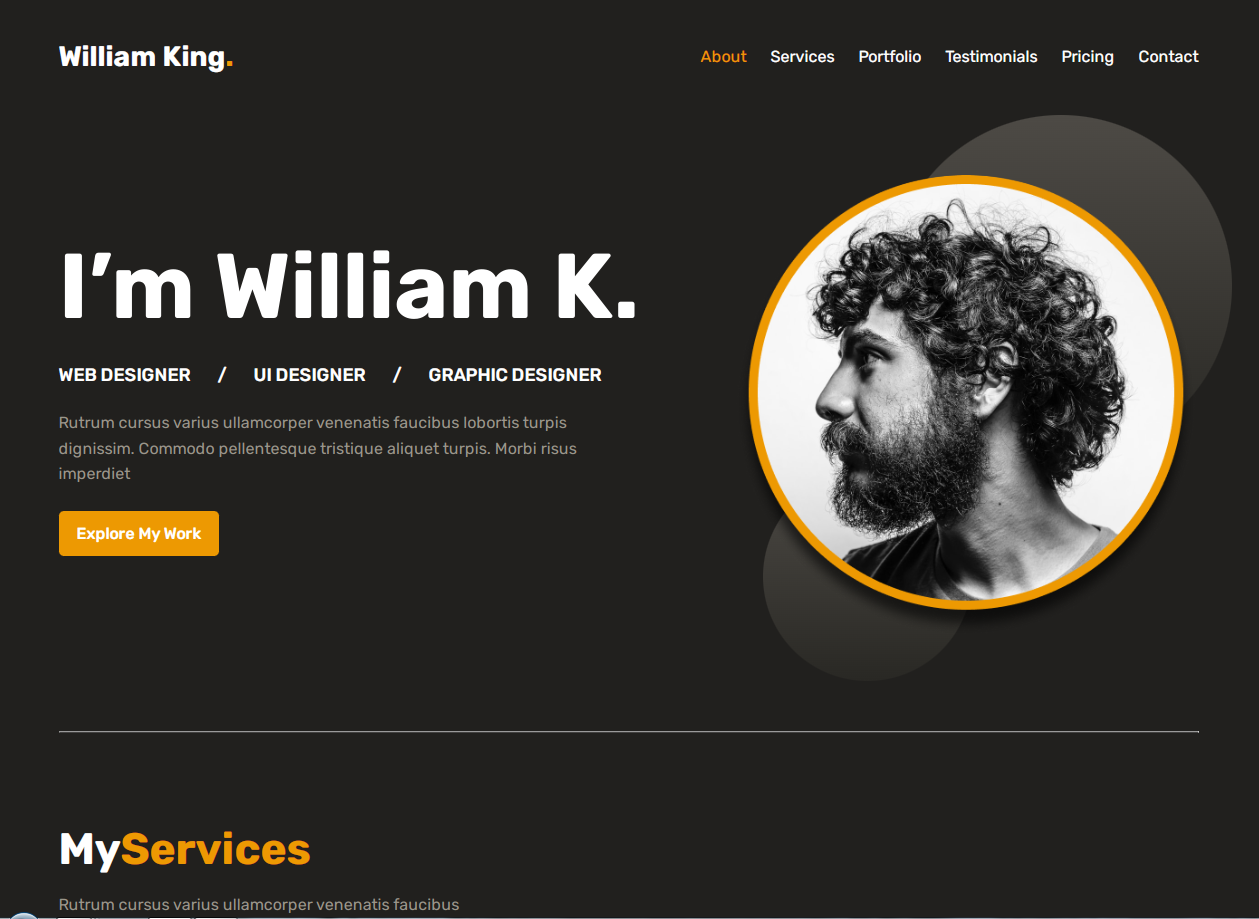 William King.
About Services Portfolio Testimonials Pricing Contact
I’m William K.
WEB DESIGNER / UI DESIGNER / GRAPHIC DESIGNER
Rutrum cursus varius ullamcorper venenatis faucibus lobortis turpis
dignissim. Commodo pellentesque tristique aliquet turpis. Morbi risus
imperdiet
Explore My Work
MyServices
Rutrum cursus varius ullamcorper venenatis faucibus